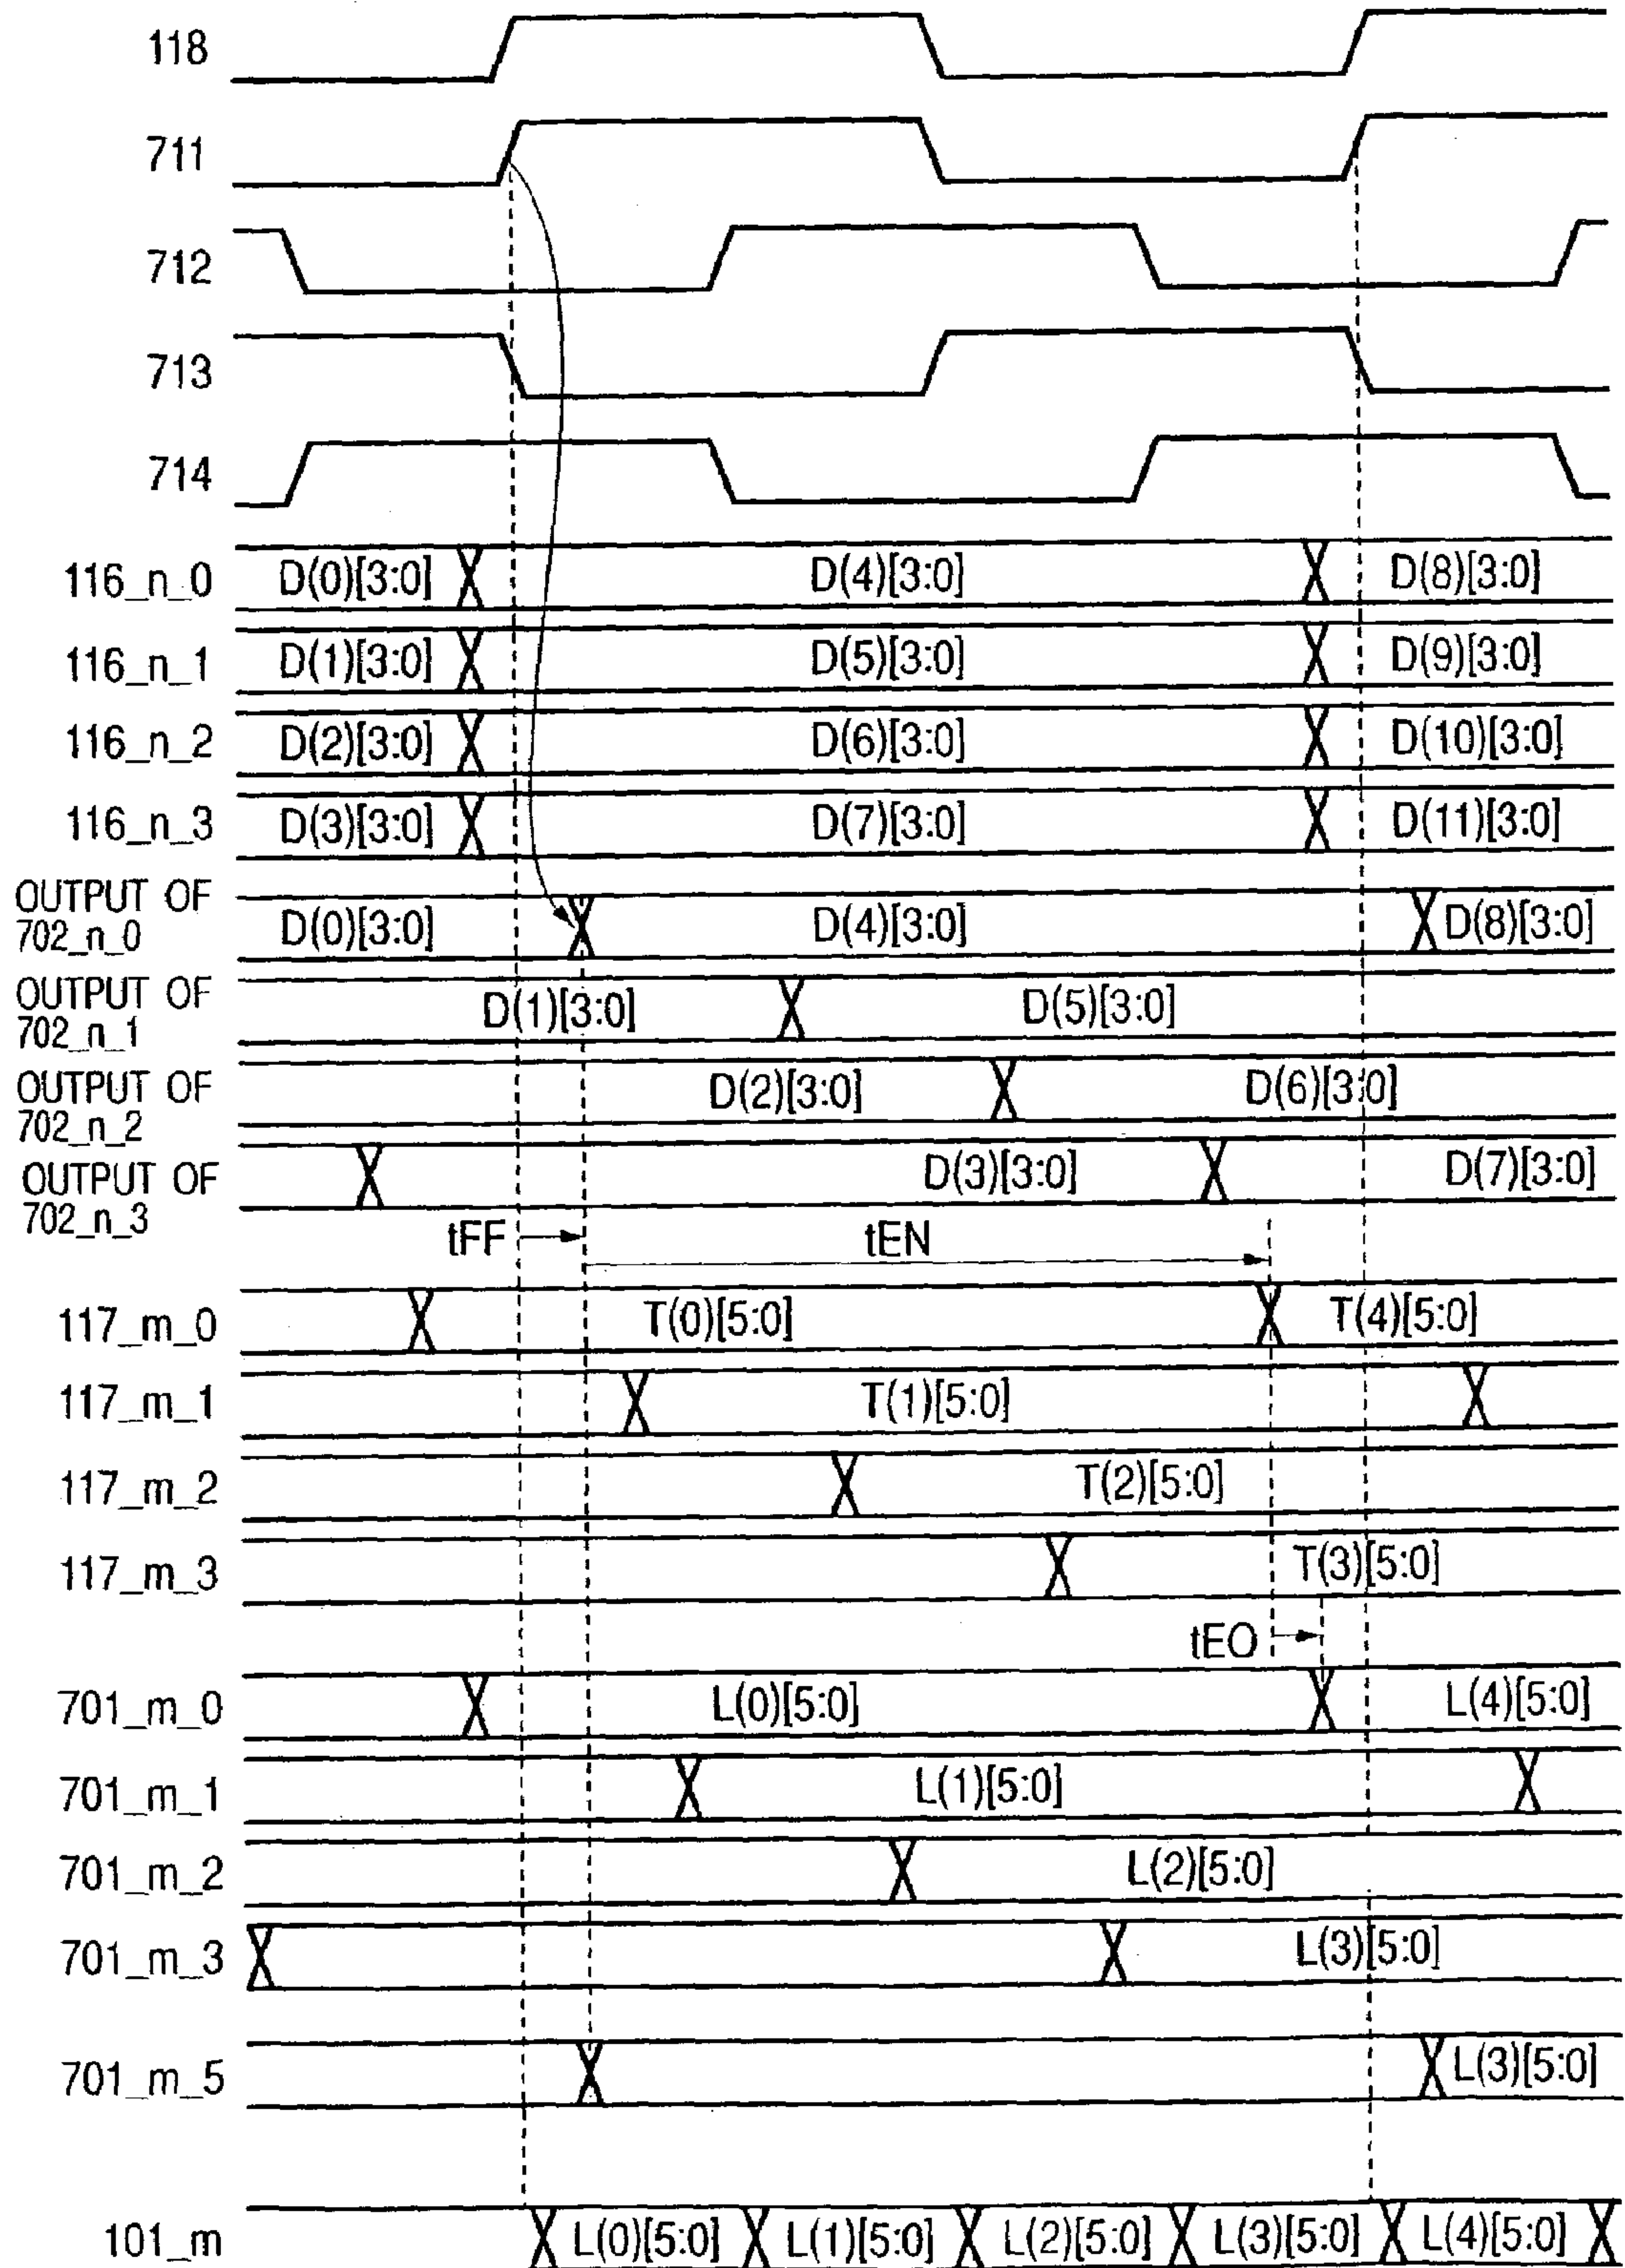 118
711
712
713
714
116_n_0 D(0)[3:0] D(4)[3:0] D(8)[3:0]
116_n_1 D(1)[3:0] D(5)[3:0] D(9)[3:0]
116_n_2 D(2)[3:0] D(6)[3:0] D(10)[3:0]
116_n_3 D(3)[3:0] D(7)[3:0] D(11)[3:0]
OUTPUT OF
702_n_0 D(0)[3:0] D(4)[3:0] D(8)[3:0]
OUTPUT OF
702_n_1 D(1)[3:0] D(5)[3:0]
OUTPUT OF
702_n_2 D(2)[3:0] D(6)[3:0]
OUTPUT OF
702_n_3 D(3)[3:0] D(7)[3:0]
tFF tEN
117_m_0 T(0)[5:0] T(4)[5:0]
117_m_1 T(1)[5:0]
117_m_2 T(2)[5:0]
117_m_3 T(3)[5:0]
tEO
701_m_0 L(0)[5:0] L(4)[5:0]
701_m_1 L(1)[5:0]
701_m_2 L(2)[5:0]
701_m_3 L(3)[5:0]
701_m_5 L(3)[5:0]
101_m L(0)[5:0] L(1)[5:0] L(2)[5:0] L(3)[5:0] L(4)[5:0]